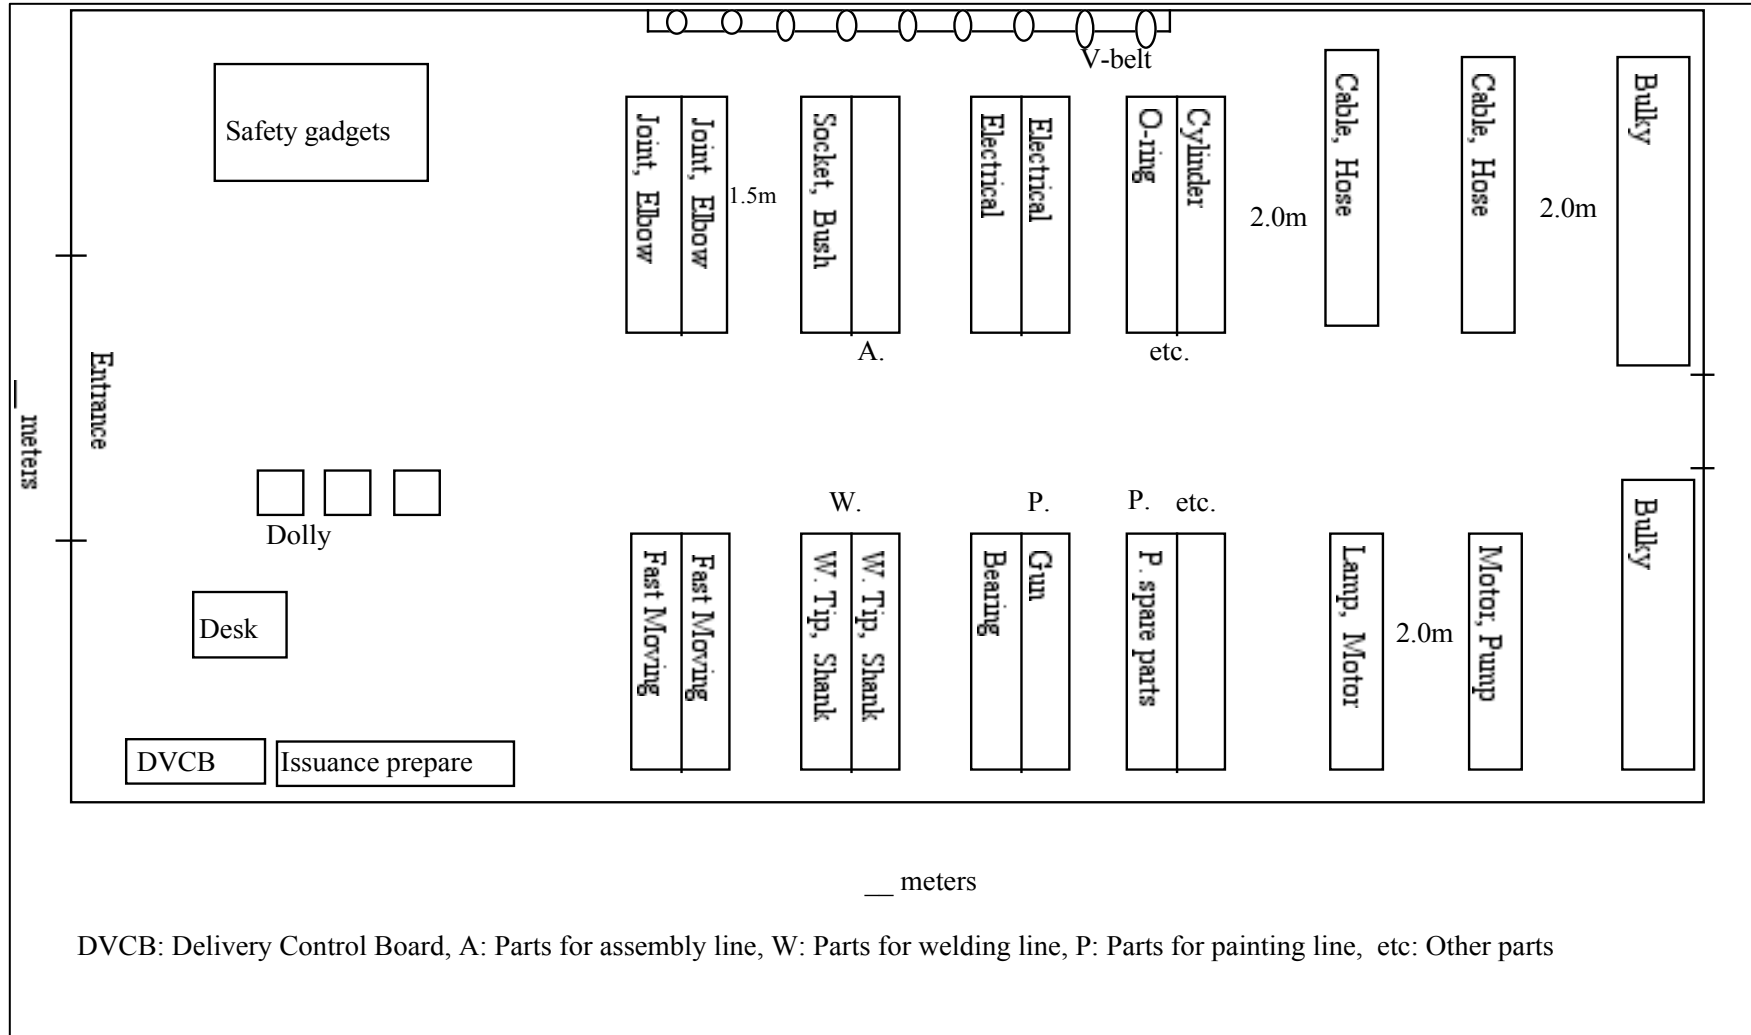 V-belt
Safety gadgets
Joint, Elbow
Joint, Elbow
1.5m
Socket, Bush
Electrical
Electrical
O-ring
Cylinder
2.0m
Cable, Hose
Cable, Hose
2.0m
Bulky
A.
etc.
Entrance
__ meters
Dolly
W.
P.
P.
etc.
Fast Moving
Fast Moving
W. Tip, Shank
W. Tip, Shank
Bearing
Gun
P. spare parts
Lamp, Motor
2.0m
Motor, Pump
Bulky
Desk
DVCB
Issuance prepare
__ meters
DVCB: Delivery Control Board, A: Parts for assembly line, W: Parts for welding line, P: Parts for painting line, etc: Other parts